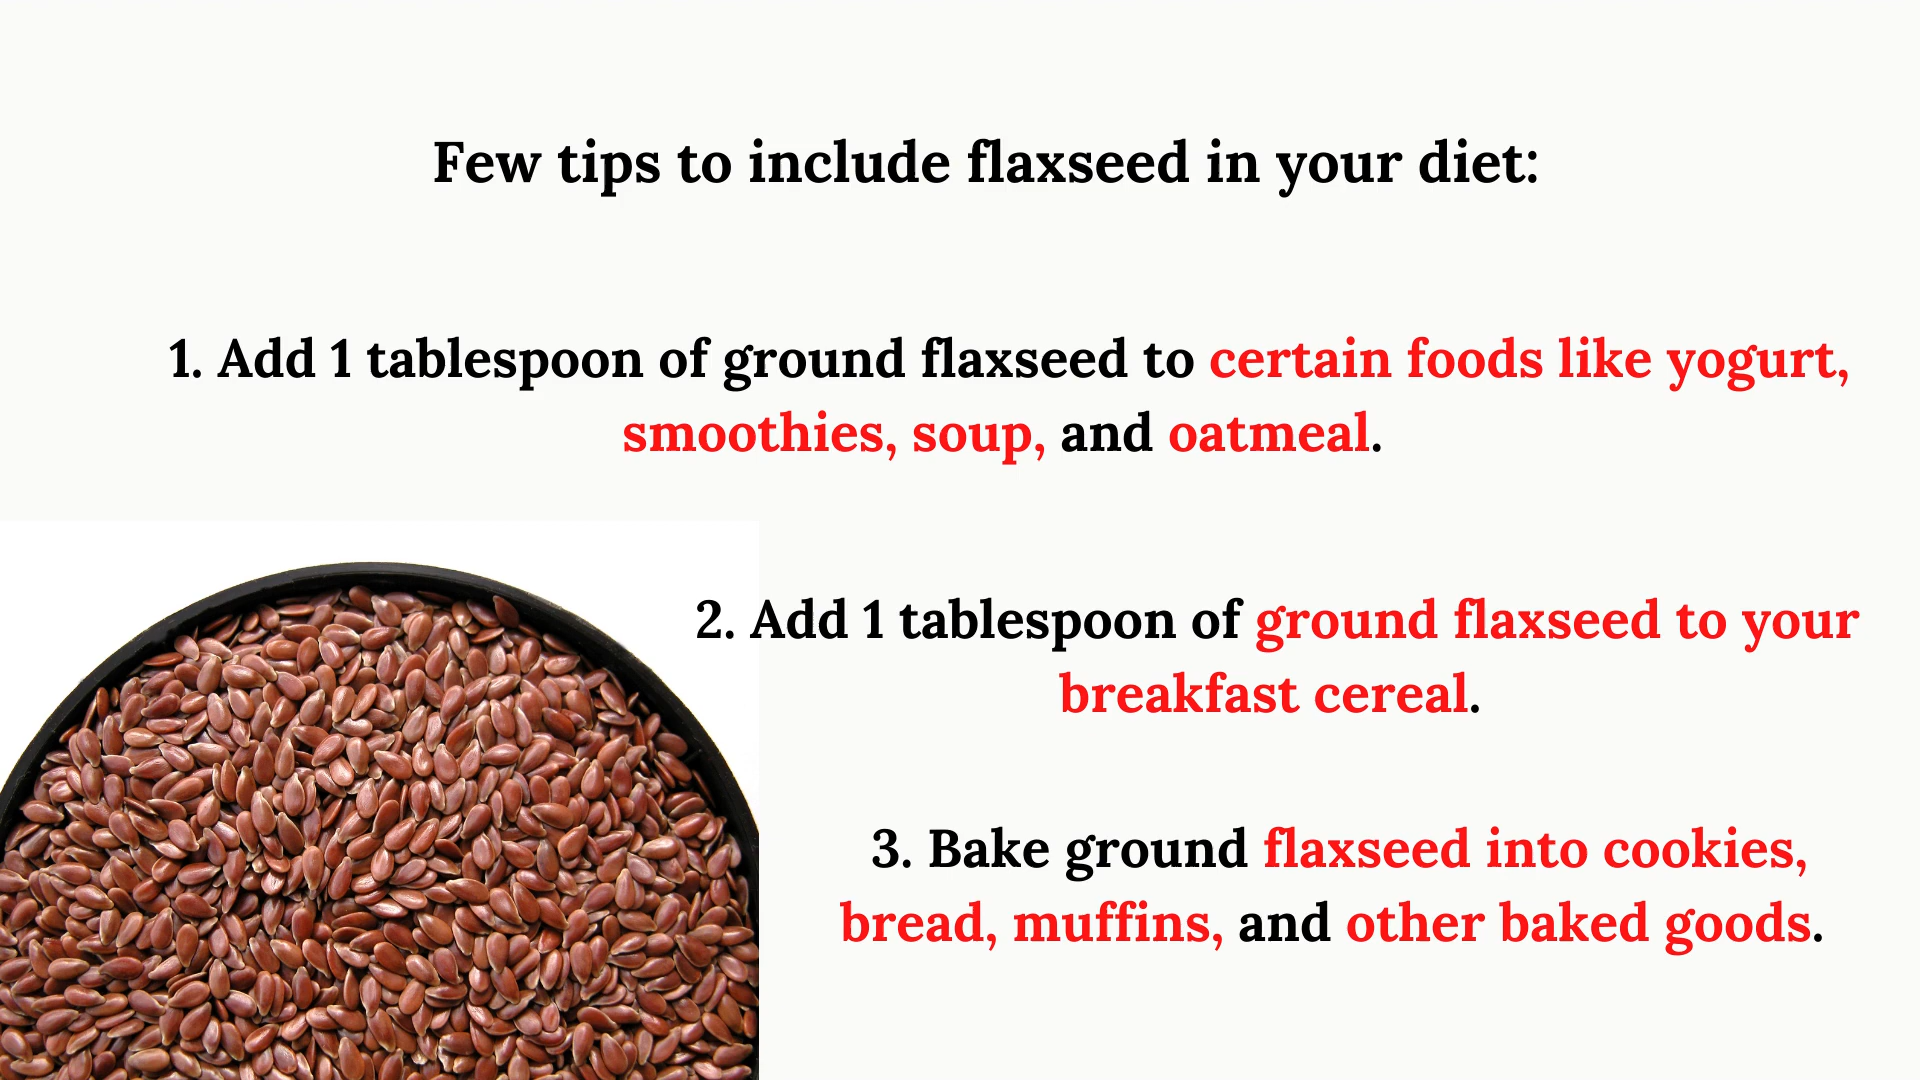 Few tips to include flaxseed in your diet:
1. Add 1 tablespoon of ground flaxseed to certain foods like yogurt,
smoothies, soup, and oatmeal.
2. Add 1 tablespoon of ground flaxseed to your
breakfast cereal.
3. Bake ground flaxseed into cookies,
bread, muffins, and other baked goods.